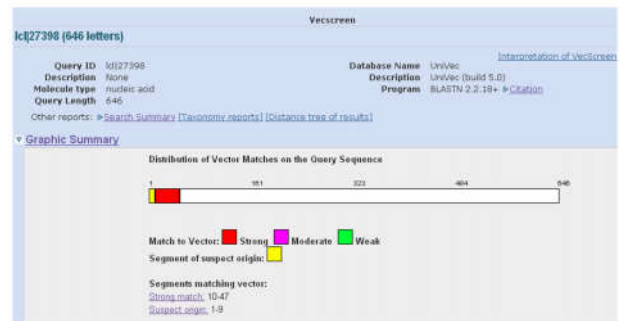 Vecscreen
lcl|27398 (646 letters)
Interpretation of VecScreen
Query ID lcl|27398
Description None
Molecule type nucleic acid
Query Length 646
Database Name UniVec
Description UniVec (build 5.0)
Program BLASTN 2.2.18+ Citation
Other reports: Search Summary [Taxonomy reports] [Distance tree of results]
Graphic Summary
Distribution of Vector Matches on the Query Sequence
1 161 323 484 646
Match to Vector: Strong Moderate Weak
Segment of suspect origin:
Segments matching vector:
Strong match: 10-47
Suspect origin: 1-9